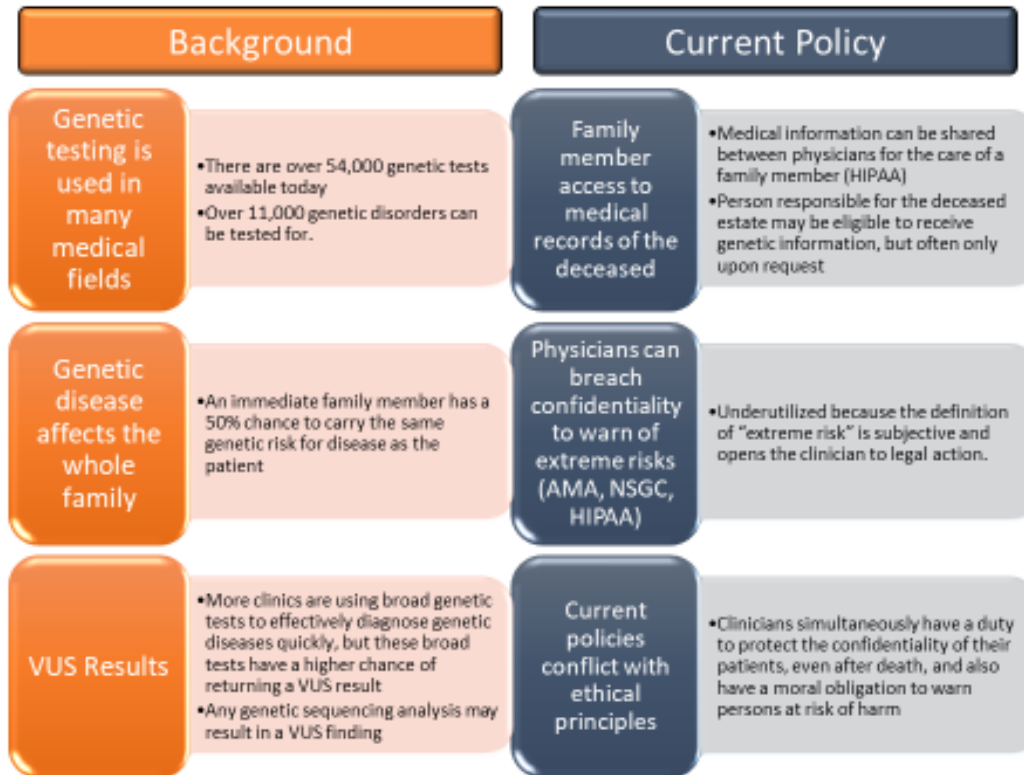 Background
Genetic
testing is
used in
many
medical
fields
•There are over 54,000 genetic tests
available today
•Over 11,000 genetic disorders can
be tested for.
Genetic
disease
affects the
whole
family
•An immediate family member has a
50% chance to carry the same
genetic risk for disease as the
patient
VUS Results
•More clinics are using broad genetic
tests to effectively diagnose genetic
diseases quickly, but these broad
tests have a higher chance of
returning a VUS result
•Any genetic sequencing analysis may
result in a VUS finding
Current Policy
Family
member
access to
medical
records of the
deceased
•Medical information can be shared
between physicians for the care of a
family member (HIPAA)
•Person responsible for the deceased
estate may be eligible to receive
genetic information, but often only
upon request
Physicians can
breach
confidentiality
to warn of
extreme risks
(AMA, NSGC,
HIPAA)
•Underutilized because the definition
of “extreme risk” is subjective and
opens the clinician to legal action.
Current
policies
conflict with
ethical
principles
•Clinicians simultaneously have a duty
to protect the confidentiality of their
patients, even after death, and also
have a moral obligation to warn
persons at risk of harm